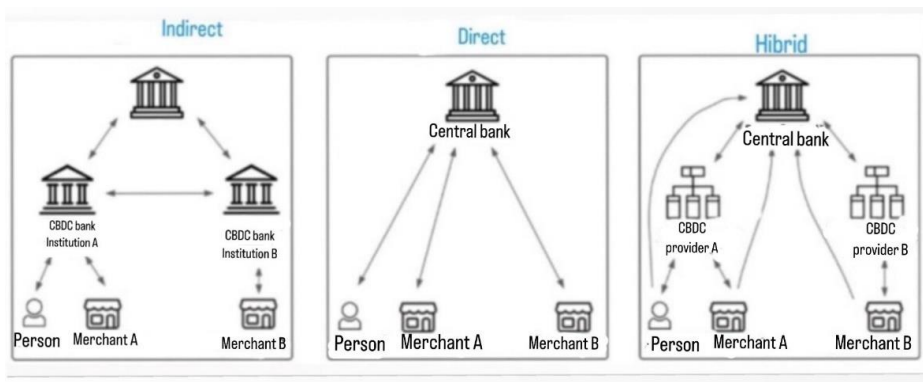 Indirect
CBDC bank
Institution A
CBDC bank
Institution B
Person
Merchant A
Merchant B
Direct
Central bank
Person
Merchant A
Merchant B
Hibrid
Central bank
CBDC
provider A
CBDC
provider B
Person
Merchant A
Merchant B